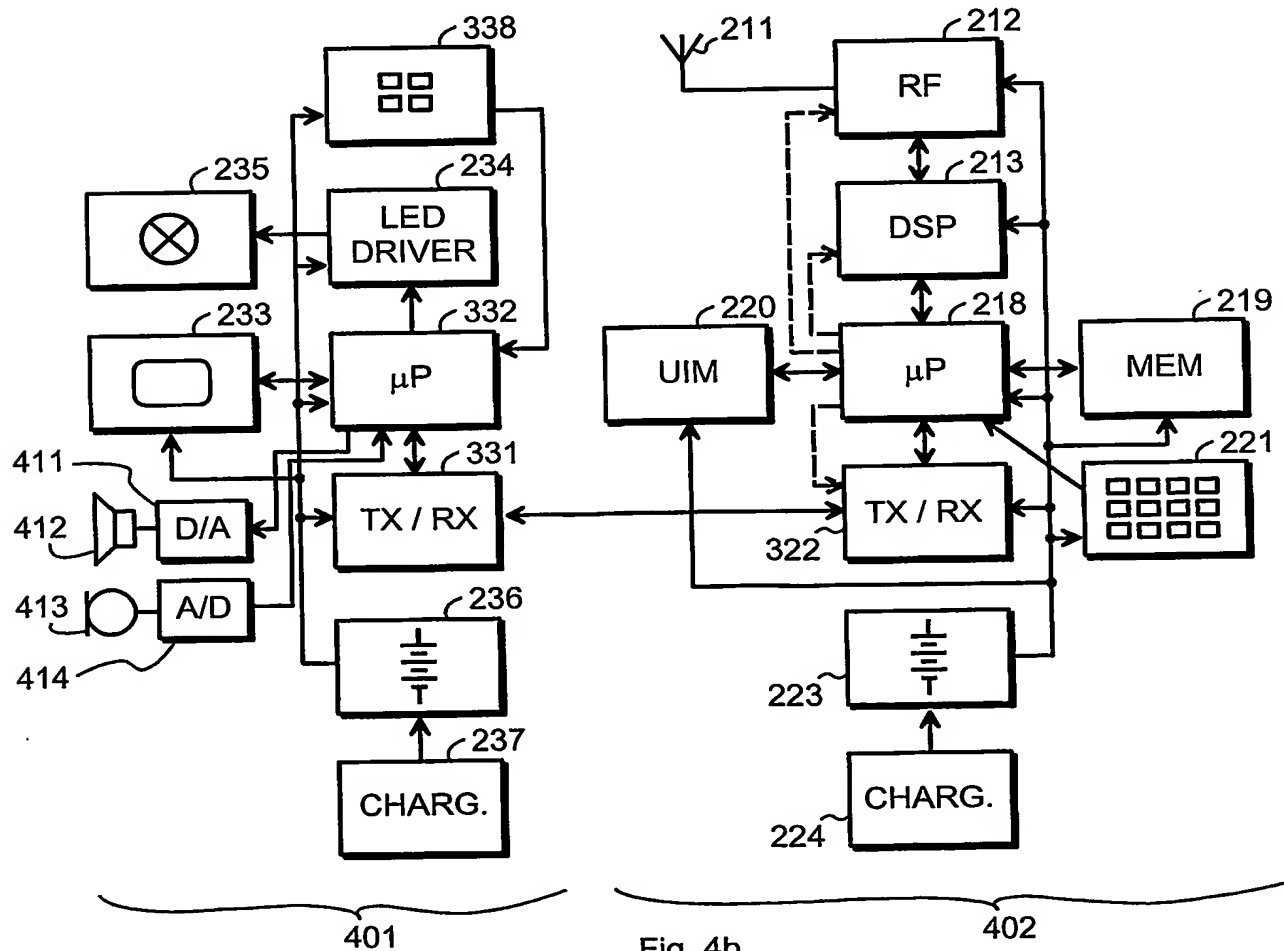 338
211
212
RF
235
234
LED
DRIVER
213
DSP
233
332
µP
220
UIM
218
µP
219
MEM
411
412
D/A
331
TX / RX
322
TX / RX
221
413
A/D
414
236
223
237
CHARG.
224
CHARG.
401
402
Fig. 4b